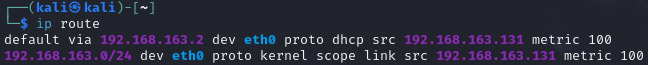 ┌──(kali㉿kali)-[~]
└─$ ip route
default via 192.168.163.2 dev eth0 proto dhcp src 192.168.163.131 metric 100
192.168.163.0/24 dev eth0 proto kernel scope link src 192.168.163.131 metric 100